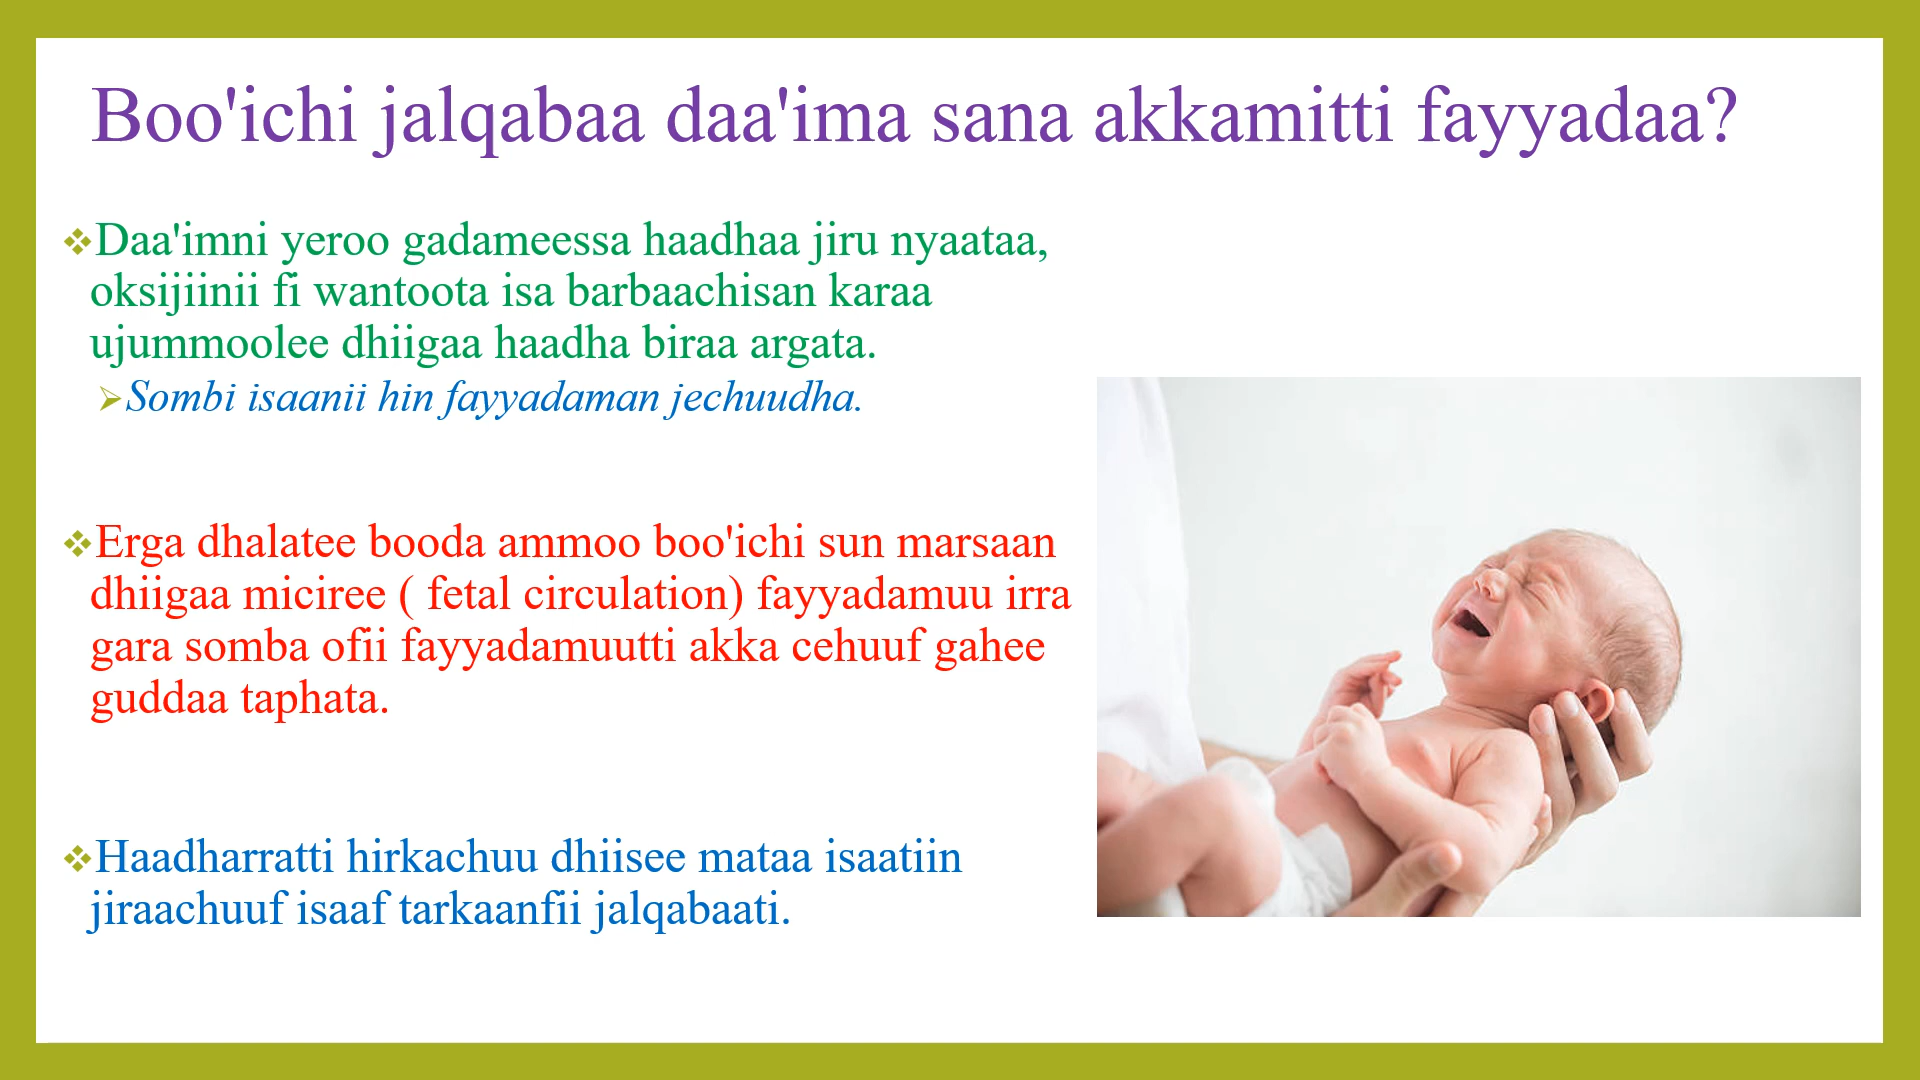 Boo'ichi jalqabaa daa'ima sana akkamitti fayyadaa?
Daa'imni yeroo gadameessa haadhaa jiru nyaataa,
oksijiinii fi wantoota isa barbaachisan karaa
ujummoolee dhiigaa haadha biraa argata.
Sombi isaanii hin fayyadaman jechuudha.
Erga dhalatee booda ammoo boo'ichi sun marsaan
dhiigaa miciree ( fetal circulation) fayyadamuu irra
gara somba ofii fayyadamuutti akka cehuuf gahee
guddaa taphata.
Haadharratti hirkachuu dhiisee mataa isaatiin
jiraachuuf isaaf tarkaanfii jalqabaati.